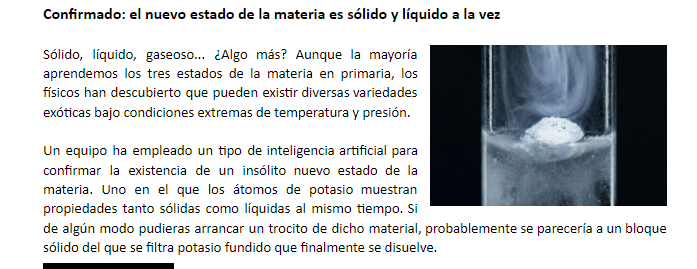 Confirmado: el nuevo estado de la materia es sólido y líquido a la vez
Sólido, líquido, gaseoso... ¿Algo más? Aunque la mayoría
aprendemos los tres estados de la materia en primaria, los
físicos han descubierto que pueden existir diversas variedades
exóticas bajo condiciones extremas de temperatura y presión.
Un equipo ha empleado un tipo de inteligencia artificial para
confirmar la existencia de un insólito nuevo estado de la
materia. Uno en el que los átomos de potasio muestran
propiedades tanto sólidas como líquidas al mismo tiempo. Si
de algún modo pudieras arrancar un trocito de dicho material, probablemente se parecería a un bloque
sólido del que se filtra potasio fundido que finalmente se disuelve.